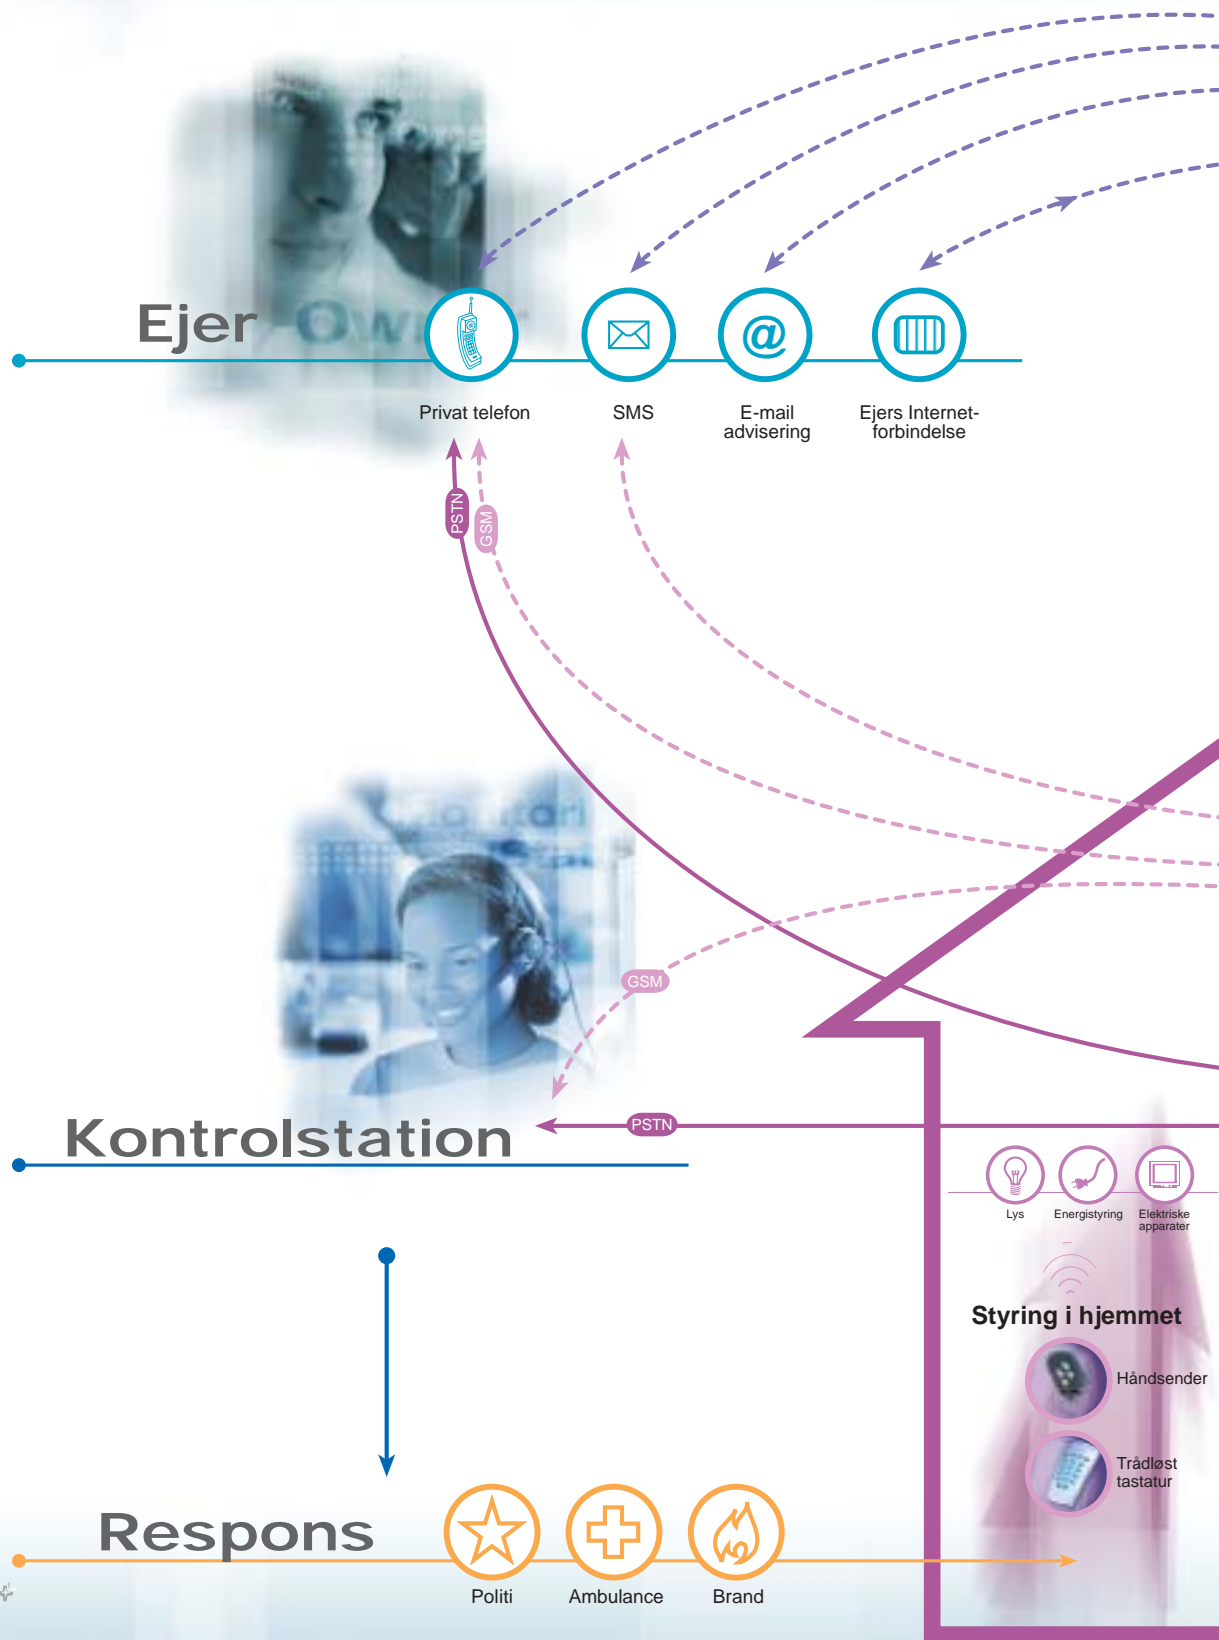 Ejer Owner
Privat telefon
SMS
E-mail
advisering
Ejers Internet-
forbindelse
PSTN
GSM
GSM
PSTN
Kontrolstation
Lys
Energistyring
Elektriske
apparater
Styring i hjemmet
Håndsender
Trådløst
tastatur
Respons
Politi
Ambulance
Brand